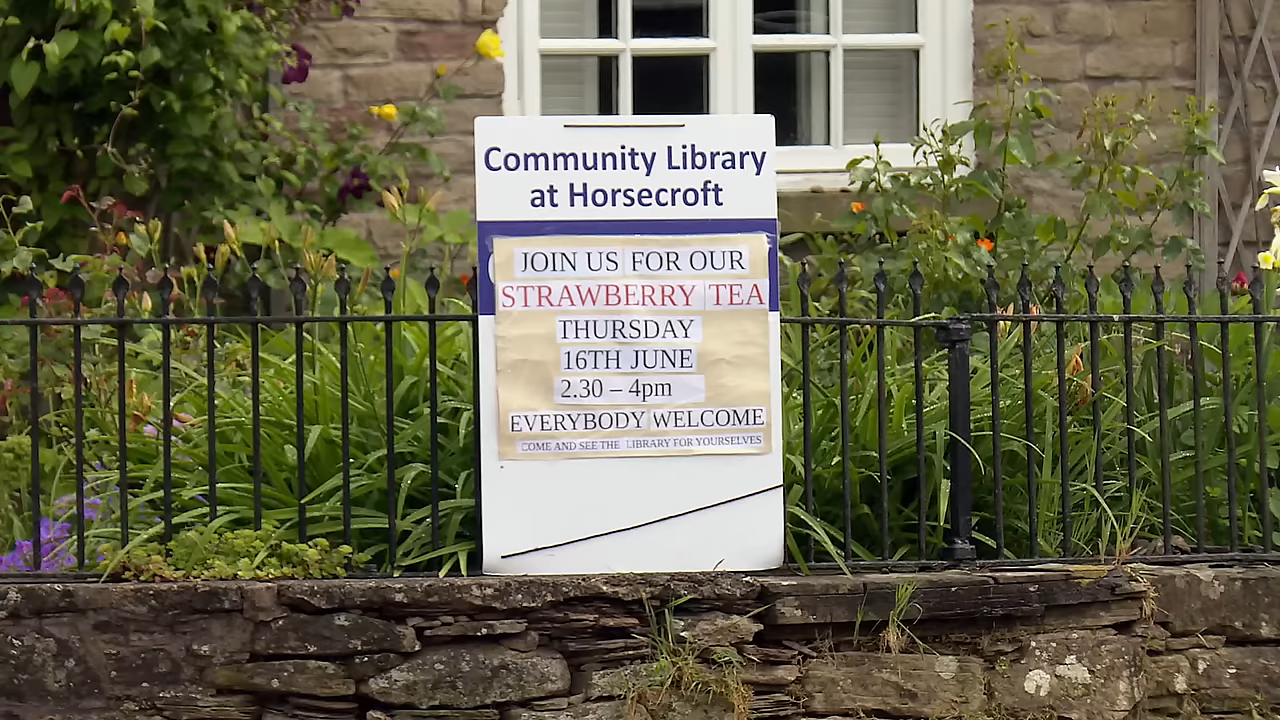 Community Library
at Horsecroft
JOIN US FOR OUR
STRAWBERRY TEA
THURSDAY
16TH JUNE
2.30 – 4pm
EVERYBODY WELCOME
COME AND SEE THE LIBRARY FOR YOURSELVES